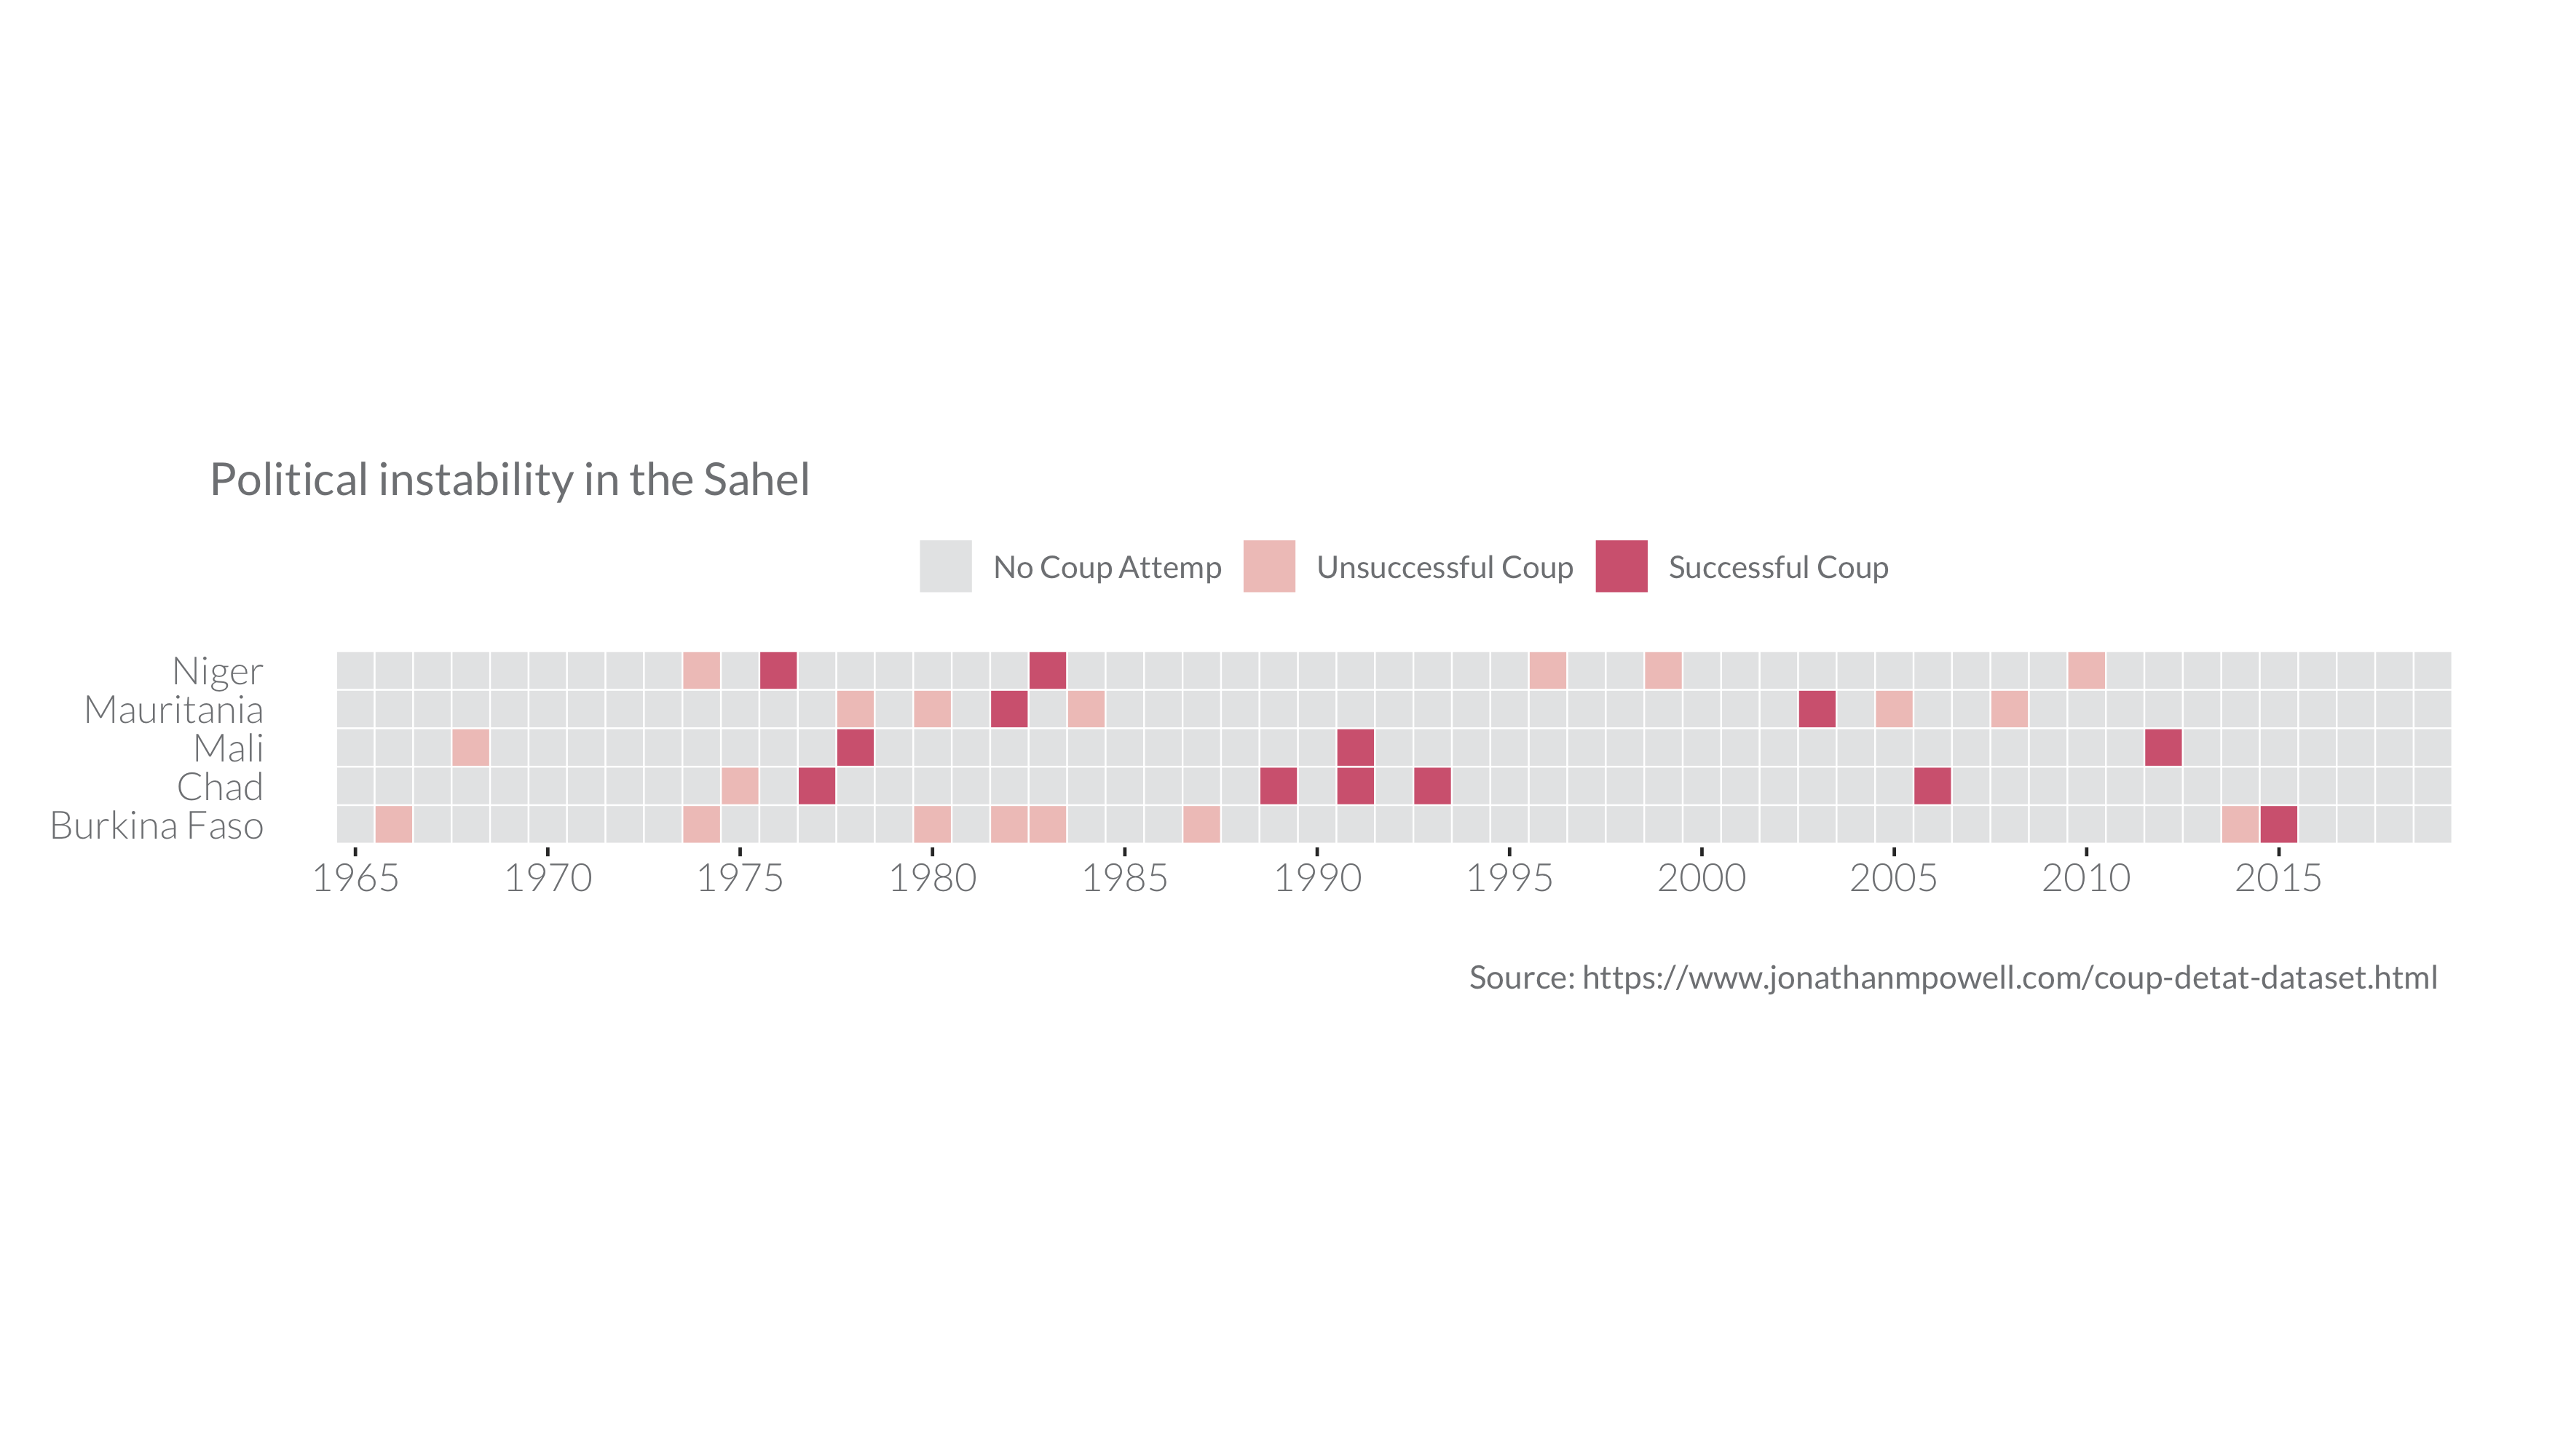 Political instability in the Sahel
No Coup Attemp Unsuccessful Coup Successful Coup
Niger
Mauritania
Mali
Chad
Burkina Faso
1965 1970 1975 1980 1985 1990 1995 2000 2005 2010 2015
Source: https://www.jonathanmpowell.com/coup-detat-dataset.html